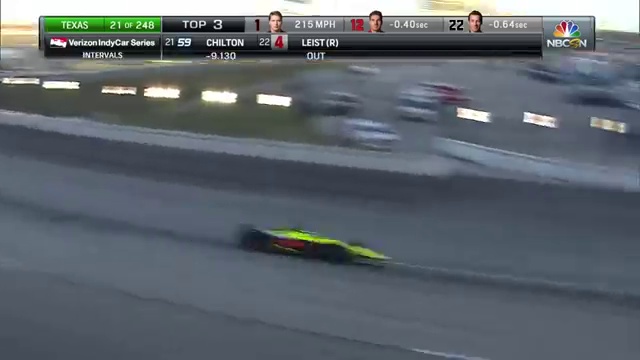 TEXAS 21 OF 248 TOP 3 1 215 MPH 12 -0.40sec 22 -0.64sec
Verizon IndyCar Series 21 59 CHILTON 22 4 LEIST (R)
INTERVALS -9.130 OUT
NBCSN